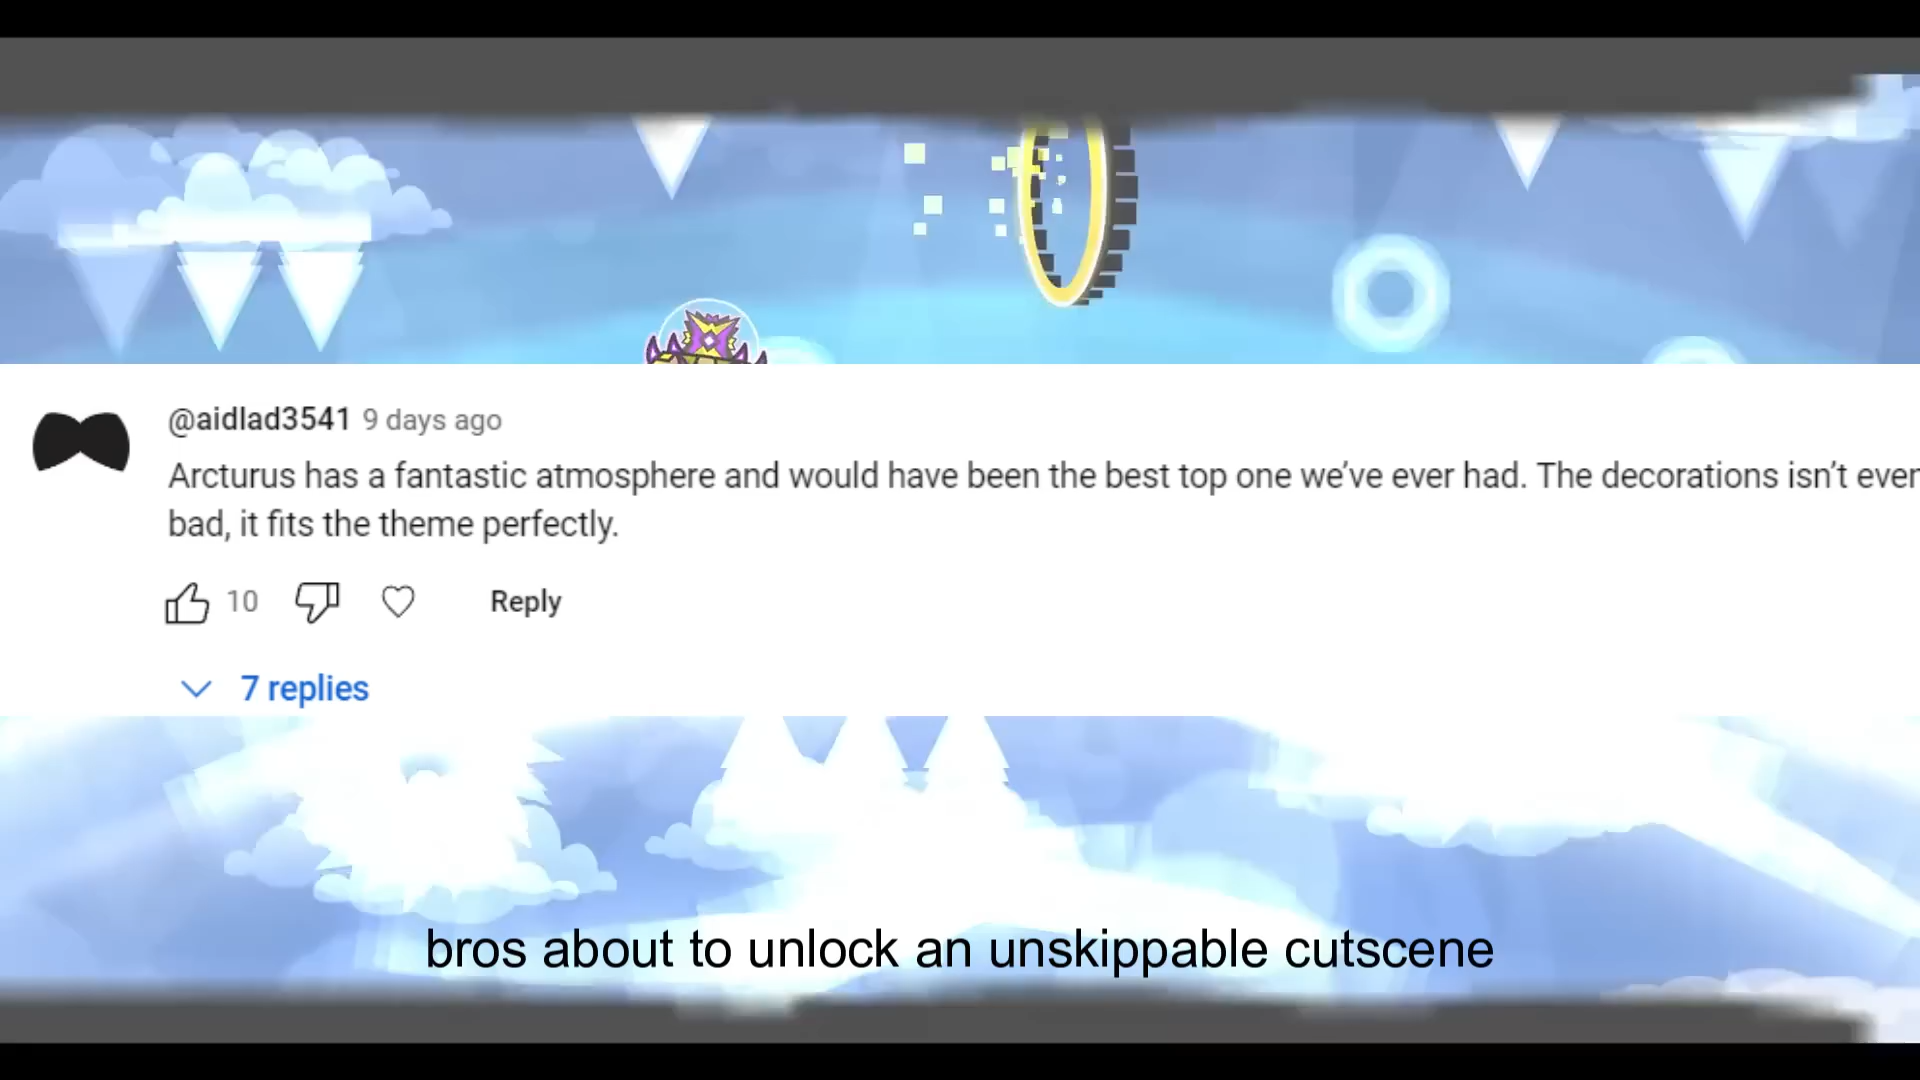 @aidlad3541 9 days ago
Arcturus has a fantastic atmosphere and would have been the best top one we've ever had. The decorations isn't even
bad, it fits the theme perfectly.
10 Reply
7 replies
bros about to unlock an unskippable cutscene